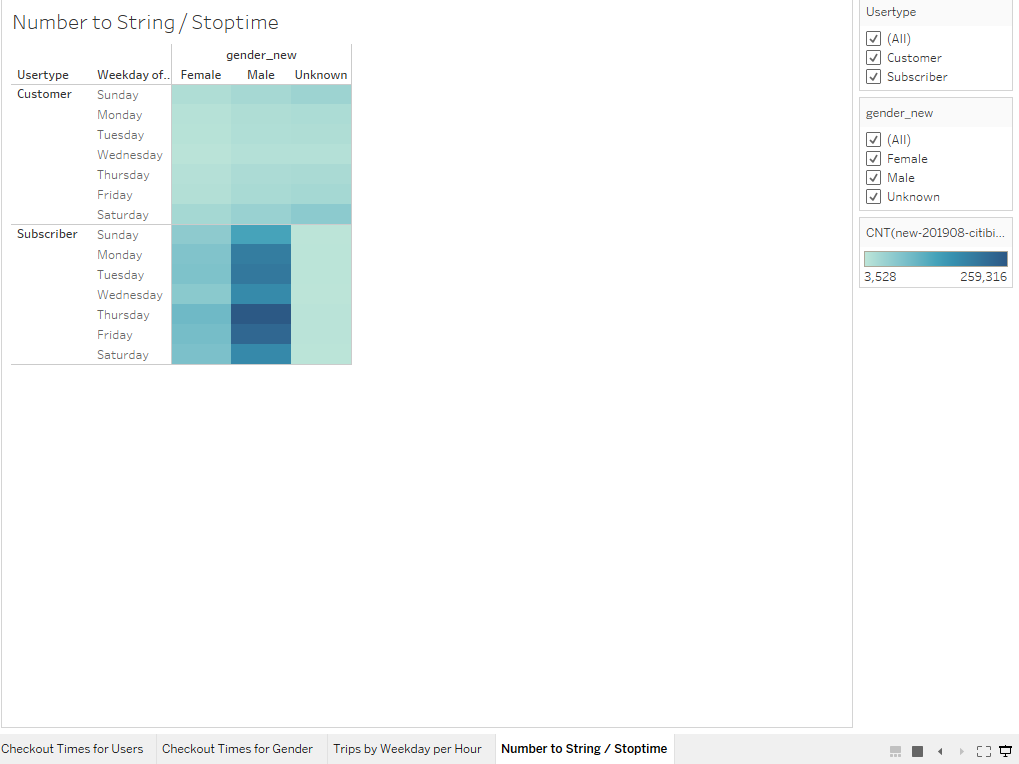 Number to String / Stoptime
gender_new
Usertype Weekday of.. Female Male Unknown
Customer Sunday
Monday
Tuesday
Wednesday
Thursday
Friday
Saturday
Subscriber Sunday
Monday
Tuesday
Wednesday
Thursday
Friday
Saturday
Usertype
(All)
Customer
Subscriber
gender_new
(All)
Female
Male
Unknown
CNT(new-201908-citibi...
3,528 259,316
Checkout Times for Users Checkout Times for Gender Trips by Weekday per Hour Number to String / Stoptime